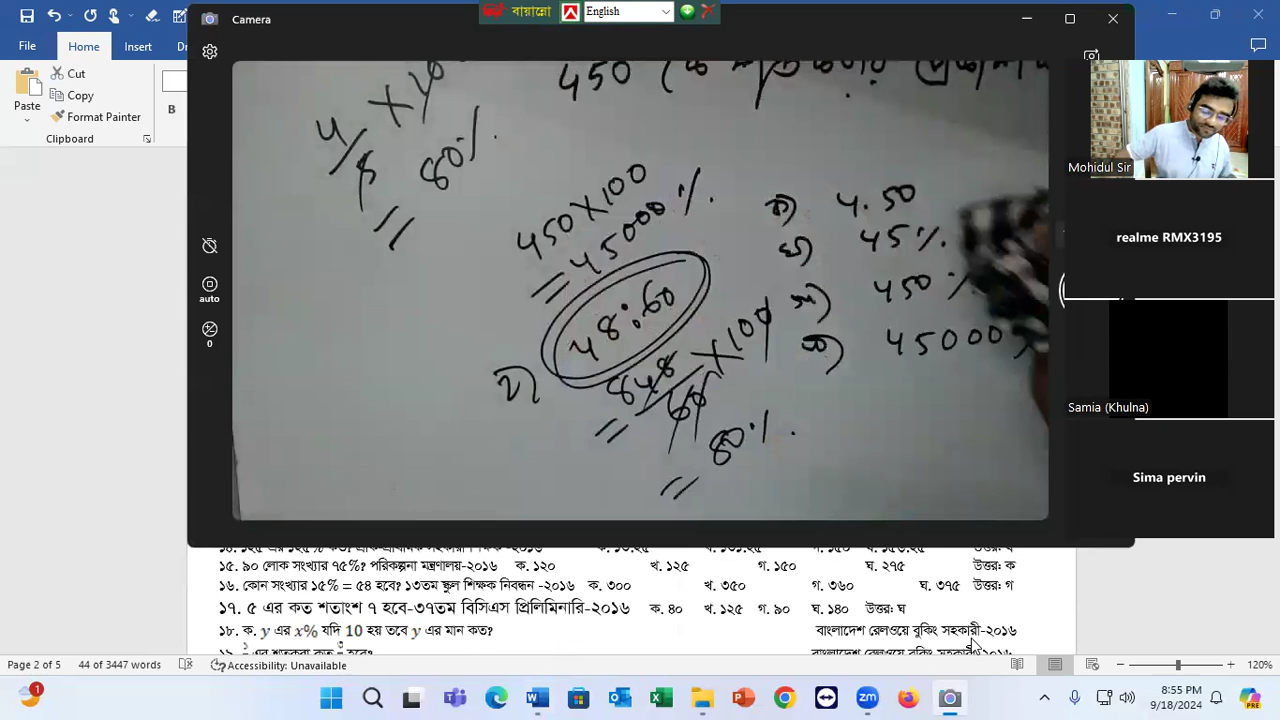 বায়ান্নো
English
Camera
File
Home
Insert
Cut
Copy
Format Painter
Paste
B
Clipboard
auto
0
4/5 ×
80%.
450 (কে
450×100
= 45000%.
ক) 4.50
খ) 45%.
গ) 450%
ঘ) 45000
48:60
= 48/60 ×100
= 80%.
Mohidul Sir
realme RMX3195
Samia (Khulna)
Sima pervin
১৫. ৯০ লোক সংখ্যার ৭৫%? পরিকল্পনা মন্ত্রণালয়-২০১৬ ক. ১২০ খ. ১২৫ গ. ১৫০ ঘ. ২৭৫ উত্তর: ক
১৬. কোন সংখ্যার ১৫% = ৫৪ হবে? ১৩তম স্কুল শিক্ষক নিবন্ধন -২০১৬ ক. ৩০০ খ. ৩৫০ গ. ৩৬০ ঘ. ৩৭৫ উত্তর: গ
১৭. ৫ এর কত শতাংশ ৭ হবে-৩৭তম বিসিএস প্রিলিমিনারি-২০১৬ ক. ৪০ খ. ১২৫ গ. ৯০ ঘ. ১৪০ উত্তর: ঘ
১৮. ক. y এর x% যদি 10 হয় তবে y এর মান কত? বাংলাদেশ রেলওয়ে বুকিং সহকারী-২০১৬
Page 2 of 5
44 of 3447 words
Accessibility: Unavailable
120%
1
8:55 PM
9/18/2024